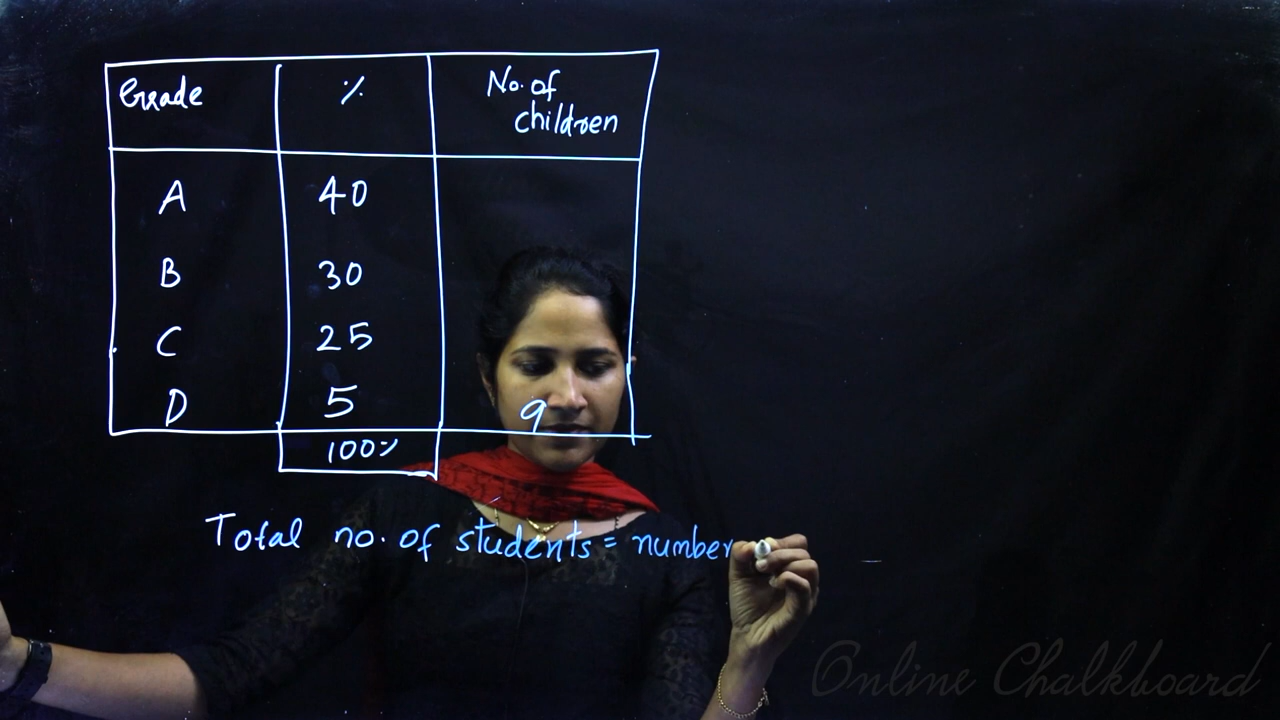 Grade % No. of children
A 40
B 30
C 25
D 5 9
100%
Total no. of students = number
Online Chalkboard